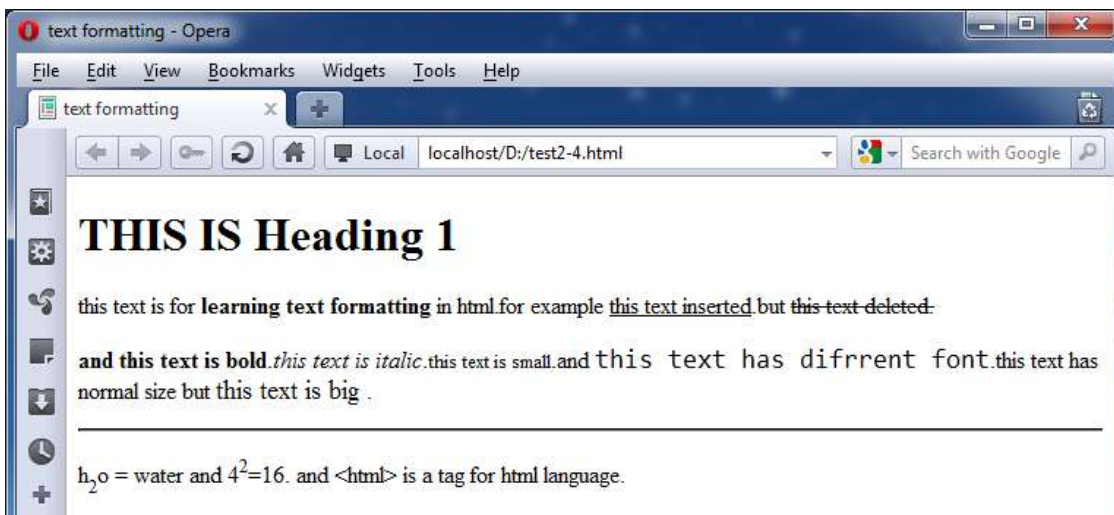 text formatting - Opera
File Edit View Bookmarks Widgets Tools Help
text formatting
Local localhost/D:/test2-4.html Search with Google
THIS IS Heading 1
this text is for learning text formatting in html.for example this text inserted.but this text deleted.
and this text is bold.this text is italic.this text is small.and this text has difrrent font.this text has
normal size but this text is big .
h₂o = water and 4²=16. and <html> is a tag for html language.